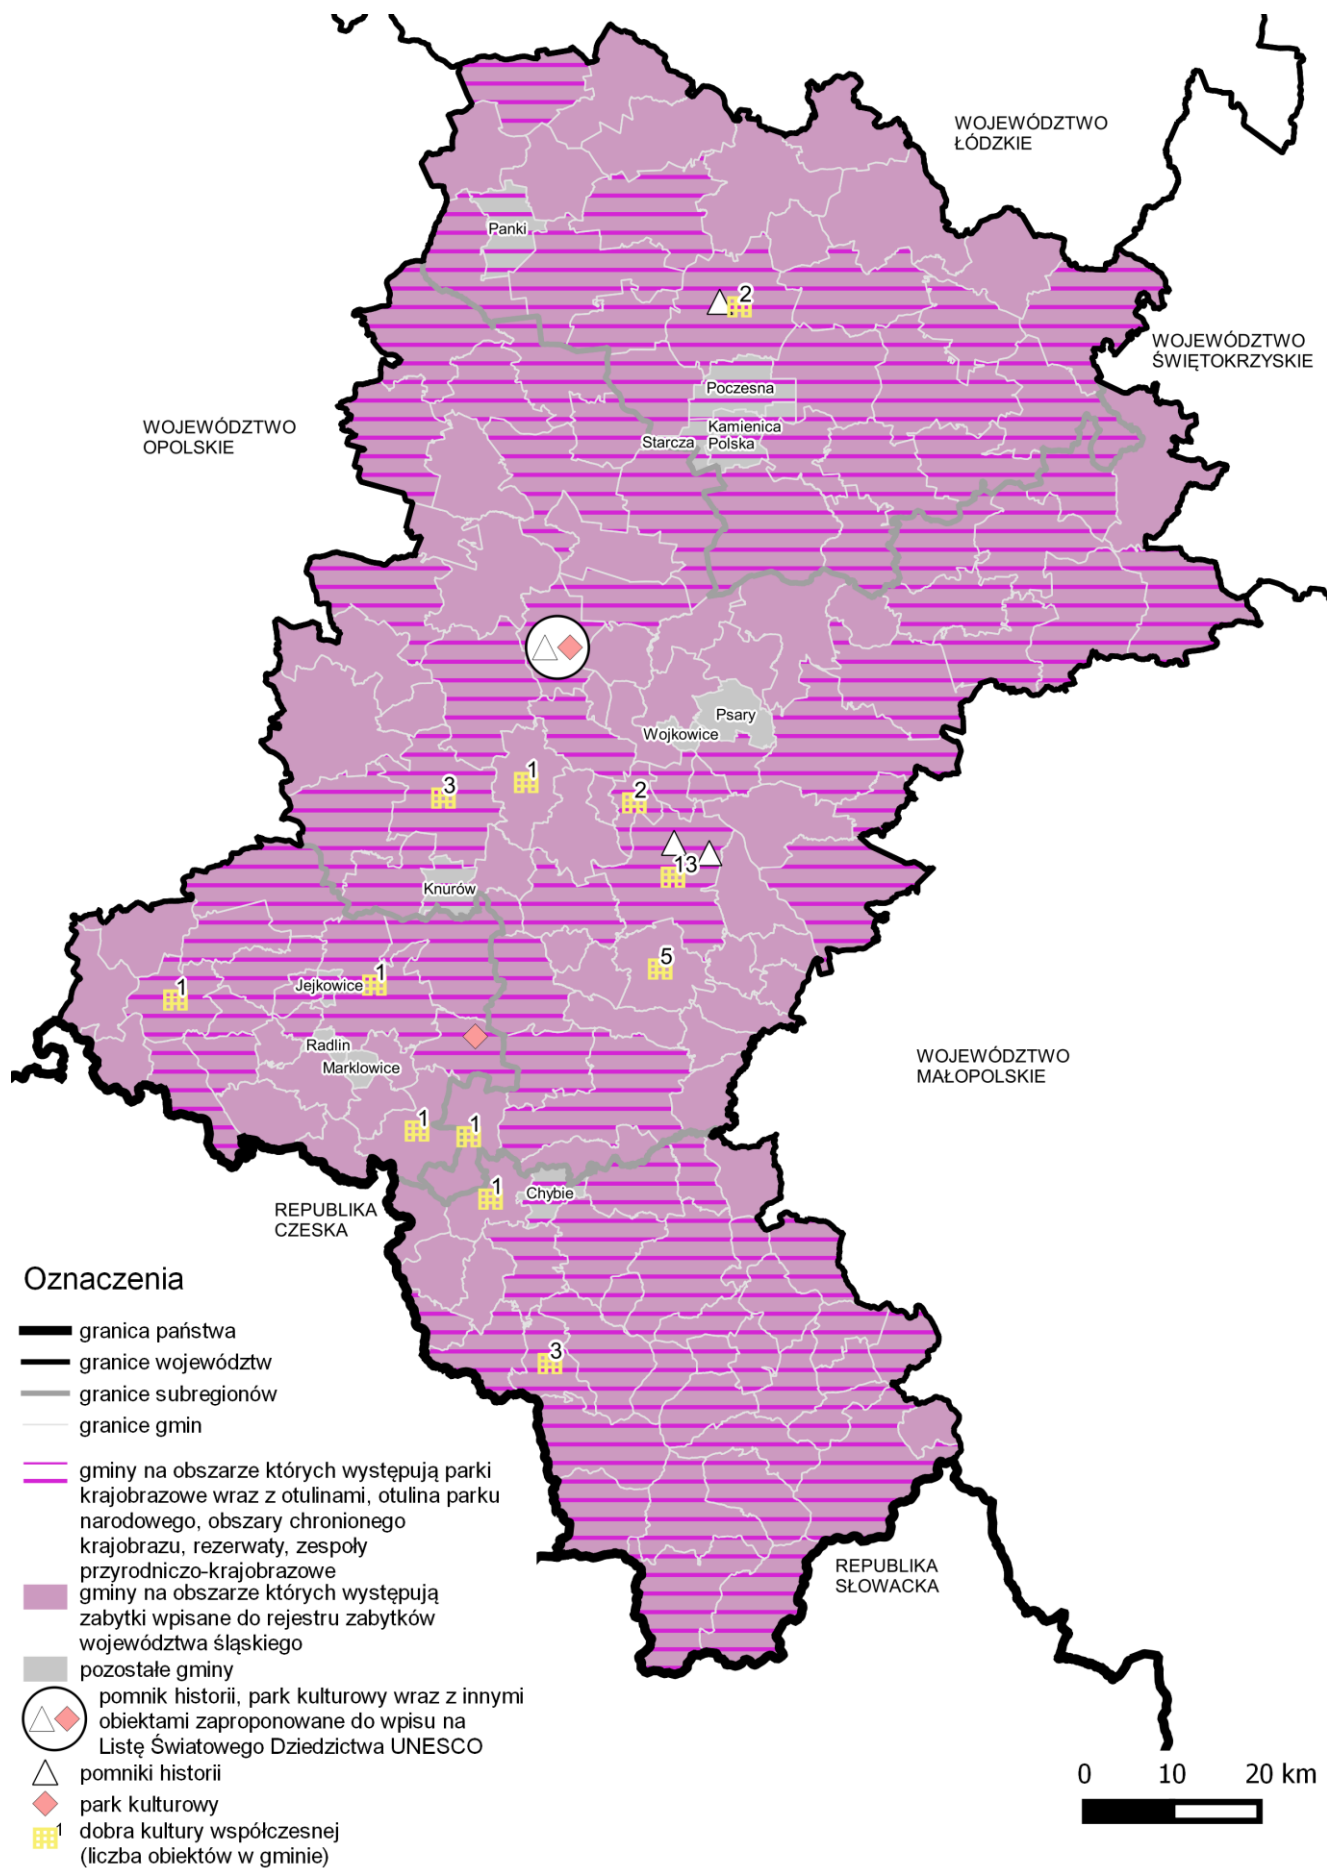 WOJEWÓDZTWO
ŁÓDZKIE
Panki
2
WOJEWÓDZTWO
ŚWIĘTOKRZYSKIE
Poczesna
WOJEWÓDZTWO
OPOLSKIE
Kamienica
Starcza
Polska
Psary
Wojkowice
1
3
2
13
Knurów
5
1
Jejkowice
1
Radlin
Marklowice
WOJEWÓDZTWO
MAŁOPOLSKIE
1
1
1
Chybie
REPUBLIKA
CZESKA
3
REPUBLIKA
SŁOWACKA
Oznaczenia
granica państwa
granice województw
granice subregionów
granice gmin
gminy na obszarze których występują parki
krajobrazowe wraz z otulinami, otulina parku
narodowego, obszary chronionego
krajobrazu, rezerwaty, zespoły
przyrodniczo-krajobrazowe
gminy na obszarze których występują
zabytki wpisane do rejestru zabytków
województwa śląskiego
pozostałe gminy
pomnik historii, park kulturowy wraz z innymi
obiektami zaproponowane do wpisu na
Listę Światowego Dziedzictwa UNESCO
pomniki historii
park kulturowy
1 dobra kultury współczesnej
(liczba obiektów w gminie)
0 10 20 km